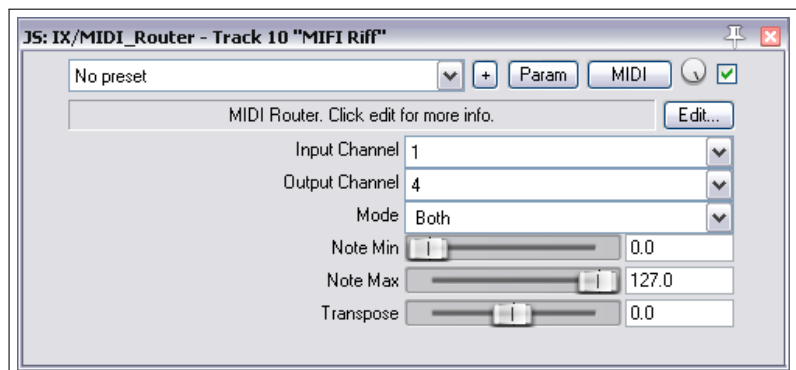 JS: IX/MIDI_Router - Track 10 "MIFI Riff"
No preset + Param MIDI
MIDI Router. Click edit for more info. Edit...
Input Channel 1
Output Channel 4
Mode Both
Note Min 0.0
Note Max 127.0
Transpose 0.0